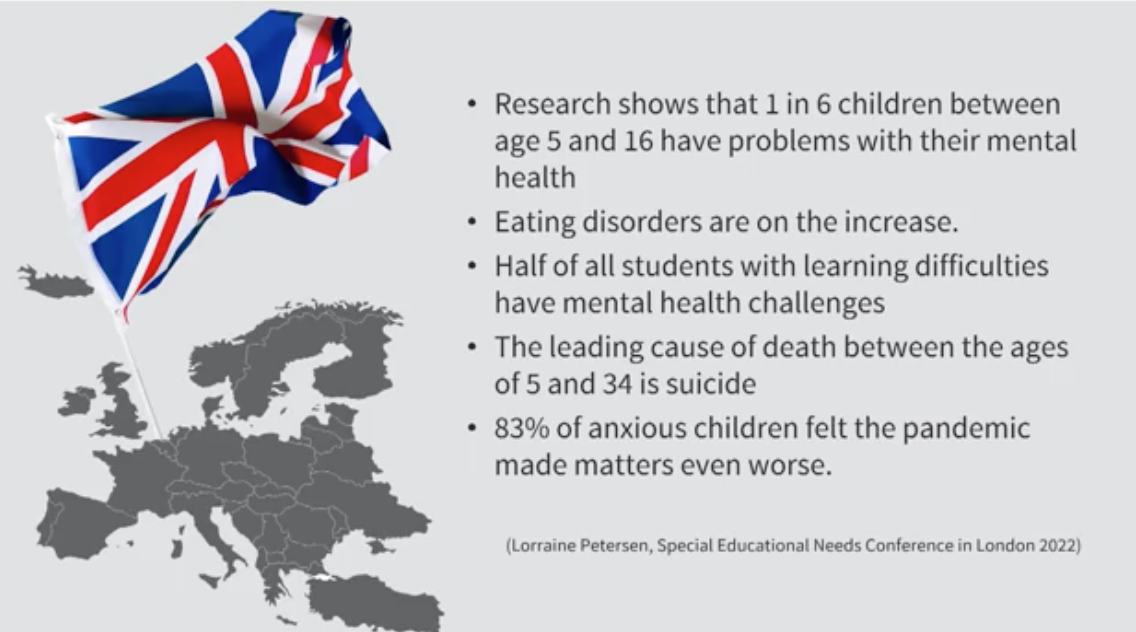 • Research shows that 1 in 6 children between
age 5 and 16 have problems with their mental
health
• Eating disorders are on the increase.
• Half of all students with learning difficulties
have mental health challenges
• The leading cause of death between the ages
of 5 and 34 is suicide
• 83% of anxious children felt the pandemic
made matters even worse.
(Lorraine Petersen, Special Educational Needs Conference in London 2022)